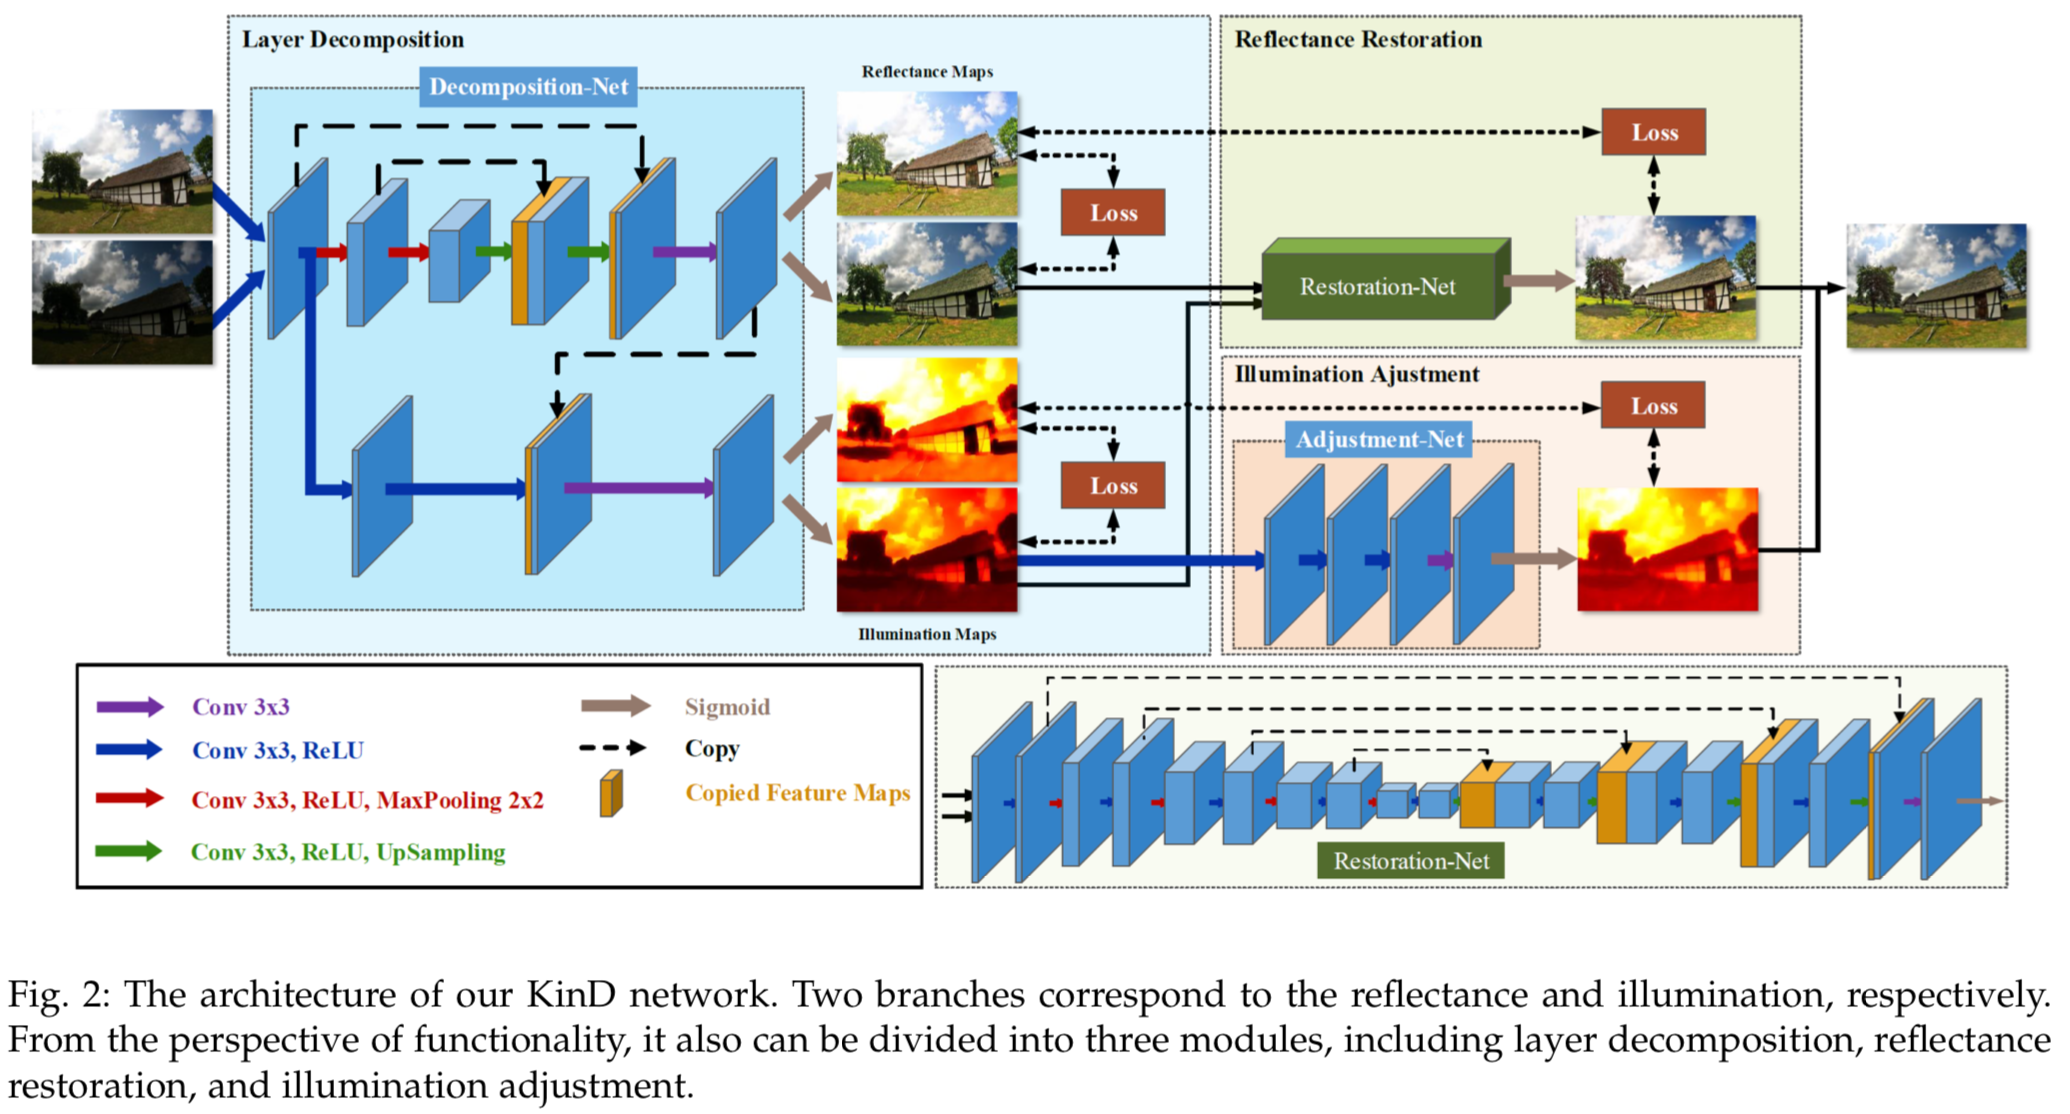 Layer Decomposition
Decomposition-Net
Reflectance Maps
Loss
Loss
Illumination Maps
Reflectance Restoration
Loss
Restoration-Net
Illumination Ajustment
Loss
Adjustment-Net
Conv 3x3
Conv 3x3, ReLU
Conv 3x3, ReLU, MaxPooling 2x2
Conv 3x3, ReLU, UpSampling
Sigmoid
Copy
Copied Feature Maps
Restoration-Net
Fig. 2: The architecture of our KinD network. Two branches correspond to the reflectance and illumination, respectively.
From the perspective of functionality, it also can be divided into three modules, including layer decomposition, reflectance
restoration, and illumination adjustment.